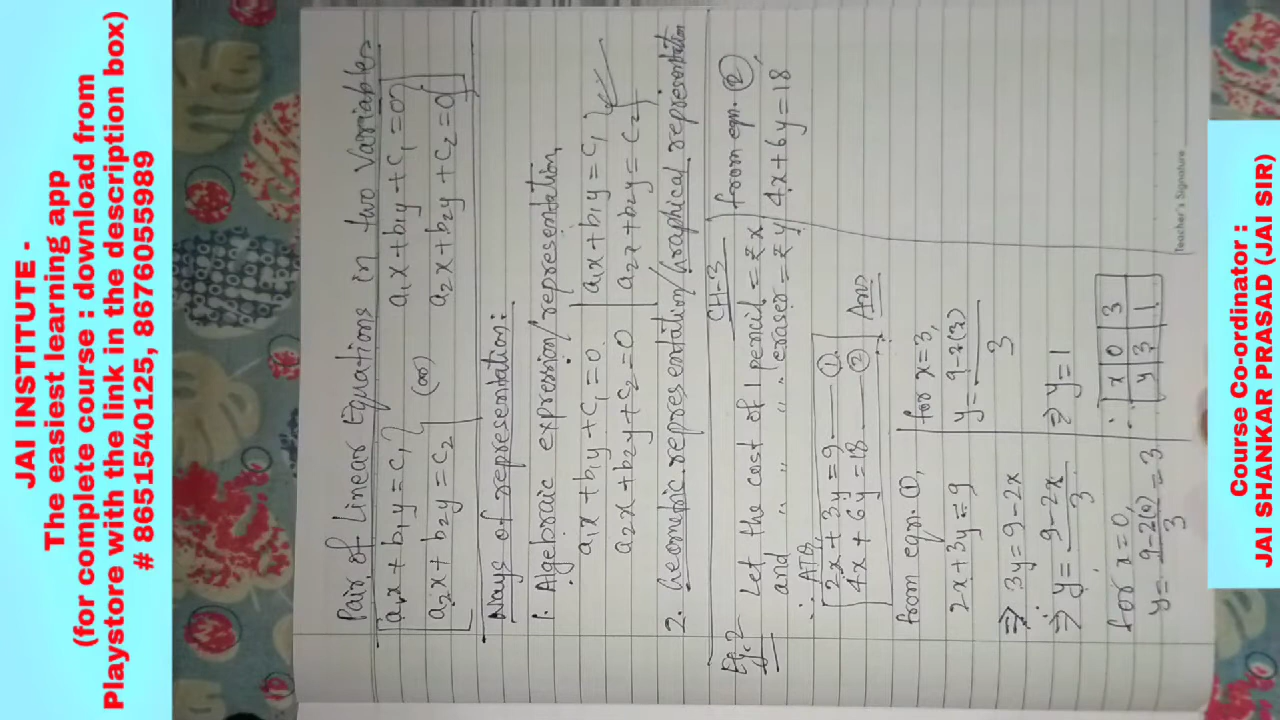 JAI INSTITUTE -
The easiest learning app
(for complete course : download from
Playstore with the link in the description box)
# 8651540125, 8676055989
Pair of Linear Equations in two Variables
a₁x + b₁y = c₁ } (or) a₁x + b₁y + c₁ = 0
a₂x + b₂y = c₂ } a₂x + b₂y + c₂ = 0
Ways of representation:
1. Algebraic expression/representation,
a₁x + b₁y + c₁ = 0 | a₁x + b₁y = c₁
a₂x + b₂y + c₂ = 0 | a₂x + b₂y = c₂
2. Geometric representation/Graphical representation
CH-3
Eg. 2 Let the cost of 1 pencil = ₹ x
and " " " " eraser = ₹ y
∴ ATQ,
2x + 3y = 9 — ①
4x + 6y = 18 — ② Ans
from eqn. ①,
2x + 3y = 9
⇒ 3y = 9 - 2x
⇒ y = (9 - 2x)/3
for x = 0,
y = (9 - 2(0))/3 = 3
for x = 3,
y = (9 - 2(3))/3
⇒ y = 1
∴ x | 0 | 3
y | 3 | 1
from eqn. ②,
4x + 6y = 18
Teacher's Signature
Course Co-ordinator :
JAI SHANKAR PRASAD (JAI SIR)